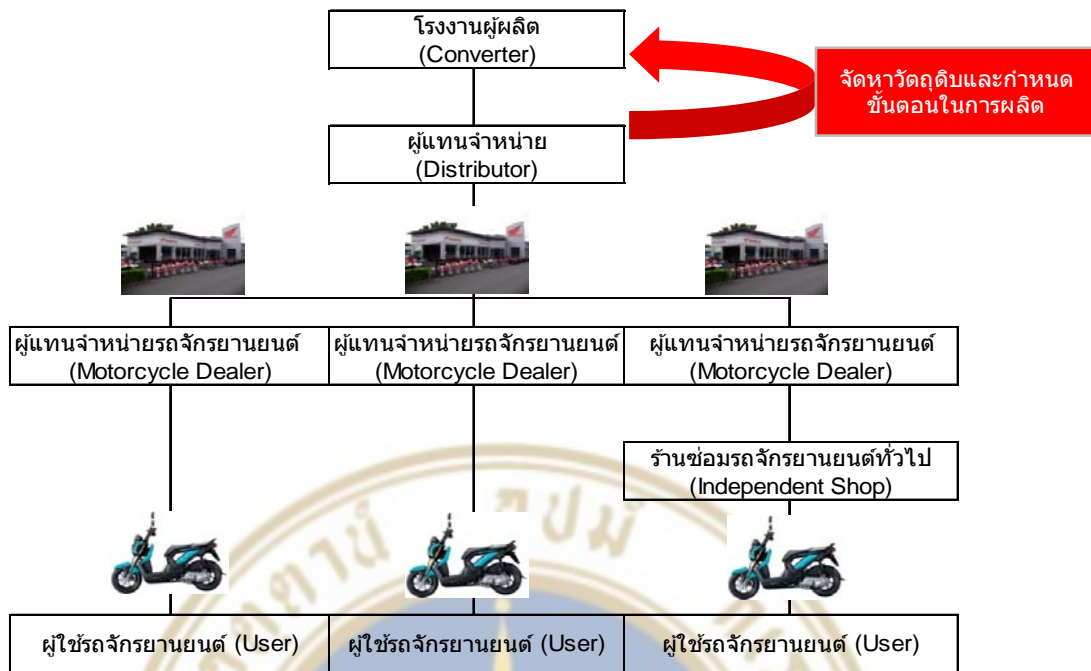 โรงงานผู้ผลิต
(Converter)
จัดหาวัตถุดิบและกำหนด
ขั้นตอนในการผลิต
ผู้แทนจำหน่าย
(Distributor)
ผู้แทนจำหน่ายรถจักรยานยนต์
(Motorcycle Dealer)
ผู้แทนจำหน่ายรถจักรยานยนต์
(Motorcycle Dealer)
ผู้แทนจำหน่ายรถจักรยานยนต์
(Motorcycle Dealer)
ร้านซ่อมรถจักรยานยนต์ทั่วไป
(Independent Shop)
ผู้ใช้รถจักรยานยนต์ (User)
ผู้ใช้รถจักรยานยนต์ (User)
ผู้ใช้รถจักรยานยนต์ (User)